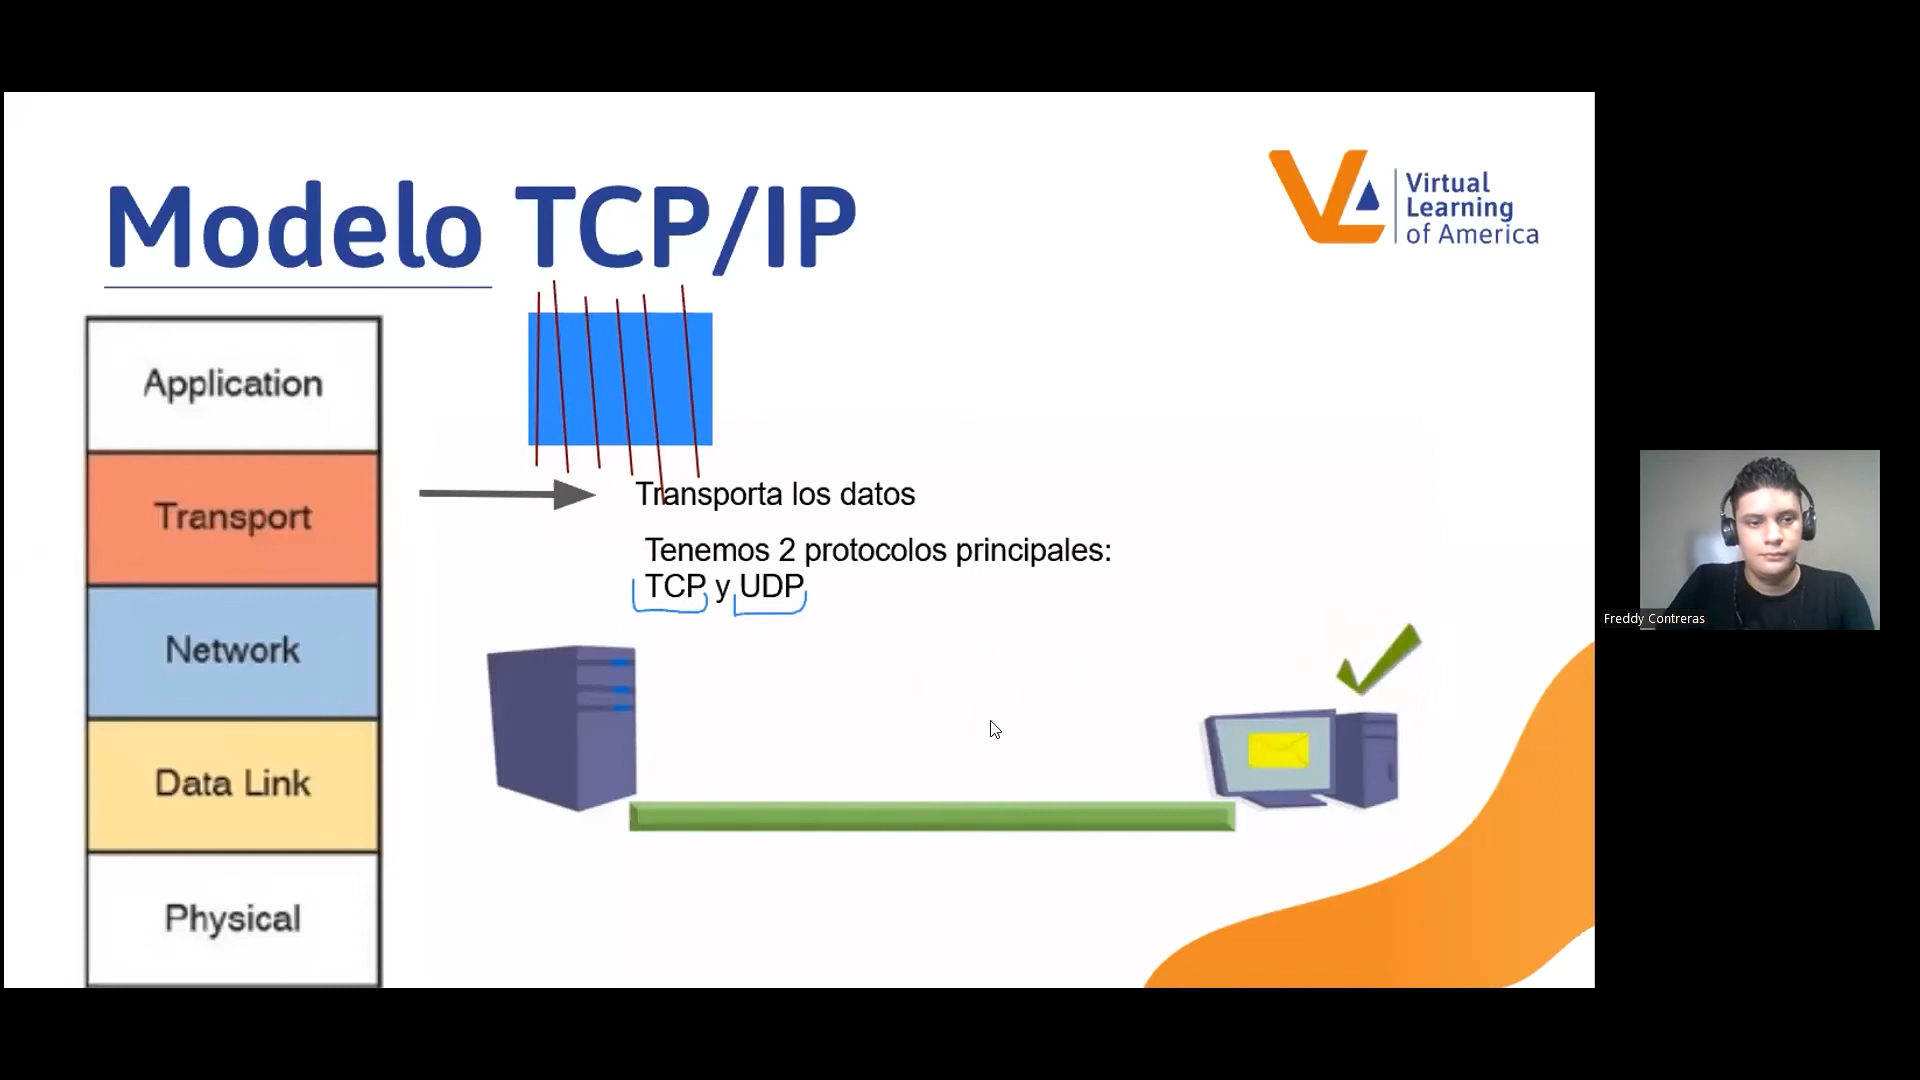 Modelo TCP/IP
Virtual
Learning
of America
Application
Transport
Network
Data Link
Physical
Transporta los datos
Tenemos 2 protocolos principales:
TCP y UDP
Freddy Contreras